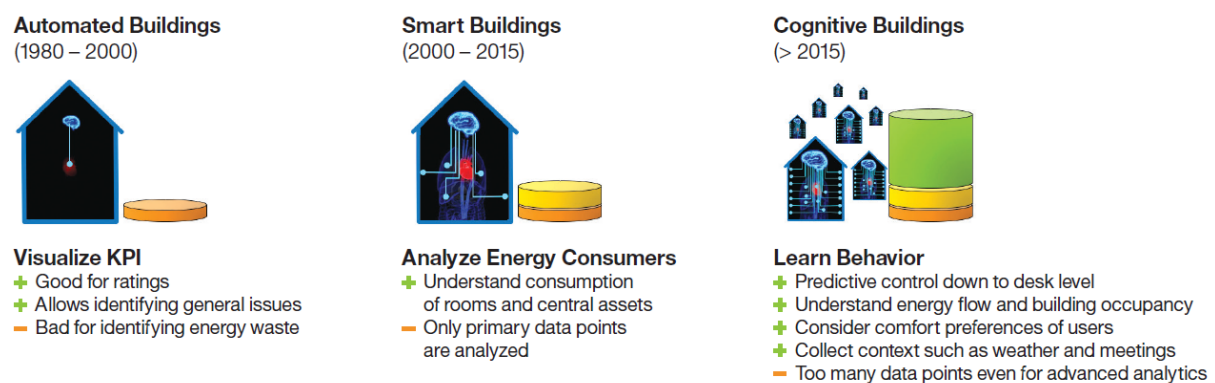 Automated Buildings
(1980 – 2000)
Visualize KPI
+ Good for ratings
+ Allows identifying general issues
– Bad for identifying energy waste
Smart Buildings
(2000 – 2015)
Analyze Energy Consumers
+ Understand consumption
of rooms and central assets
– Only primary data points
are analyzed
Cognitive Buildings
(> 2015)
Learn Behavior
+ Predictive control down to desk level
+ Understand energy flow and building occupancy
+ Consider comfort preferences of users
+ Collect context such as weather and meetings
– Too many data points even for advanced analytics